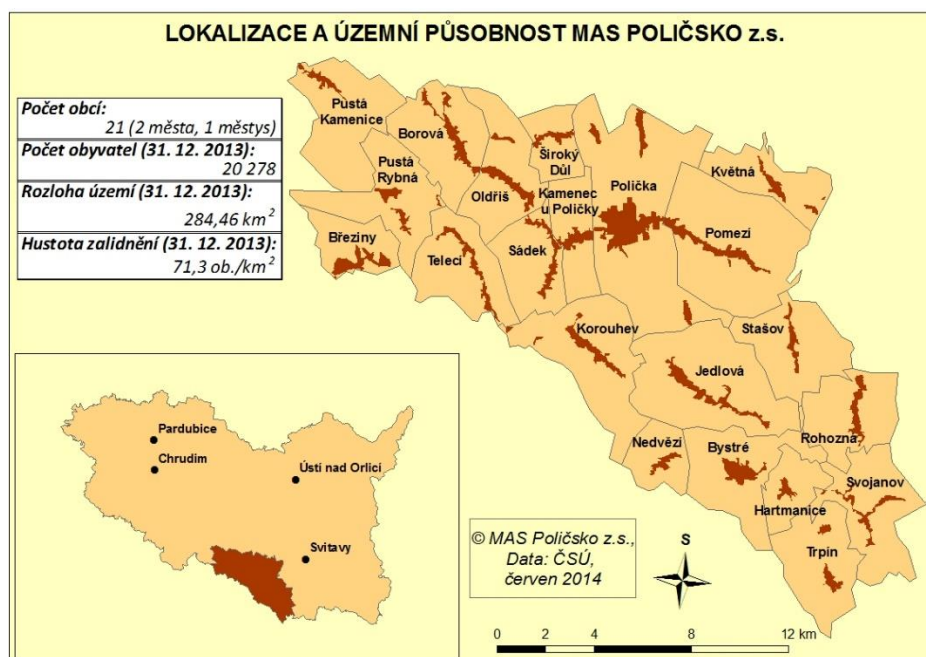 LOKALIZACE A ÚZEMNÍ PŮSOBNOST MAS POLIČSKO z.s.
Počet obcí:
21 (2 města, 1 městys)
Počet obyvatel (31. 12. 2013):
20 278
Rozloha území (31. 12. 2013):
284,46 km²
Hustota zalidnění (31. 12. 2013):
71,3 ob./km²
Pustá
Kamenice
Borová
Pustá
Rybná
Široký
Důl
Oldřiš
Kamenec
u Poličky
Polička
Květná
Březiny
Telecí
Sádek
Pomezí
Korouhev
Stašov
Jedlová
Rohozná
Nedvězí
Bystré
Svojanov
Hartmanice
Trpín
Pardubice
Chrudim
Ústí nad Orlicí
Svitavy
© MAS Poličsko z.s.,
Data: ČSÚ,
červen 2014
S
0 2 4 8 12 km